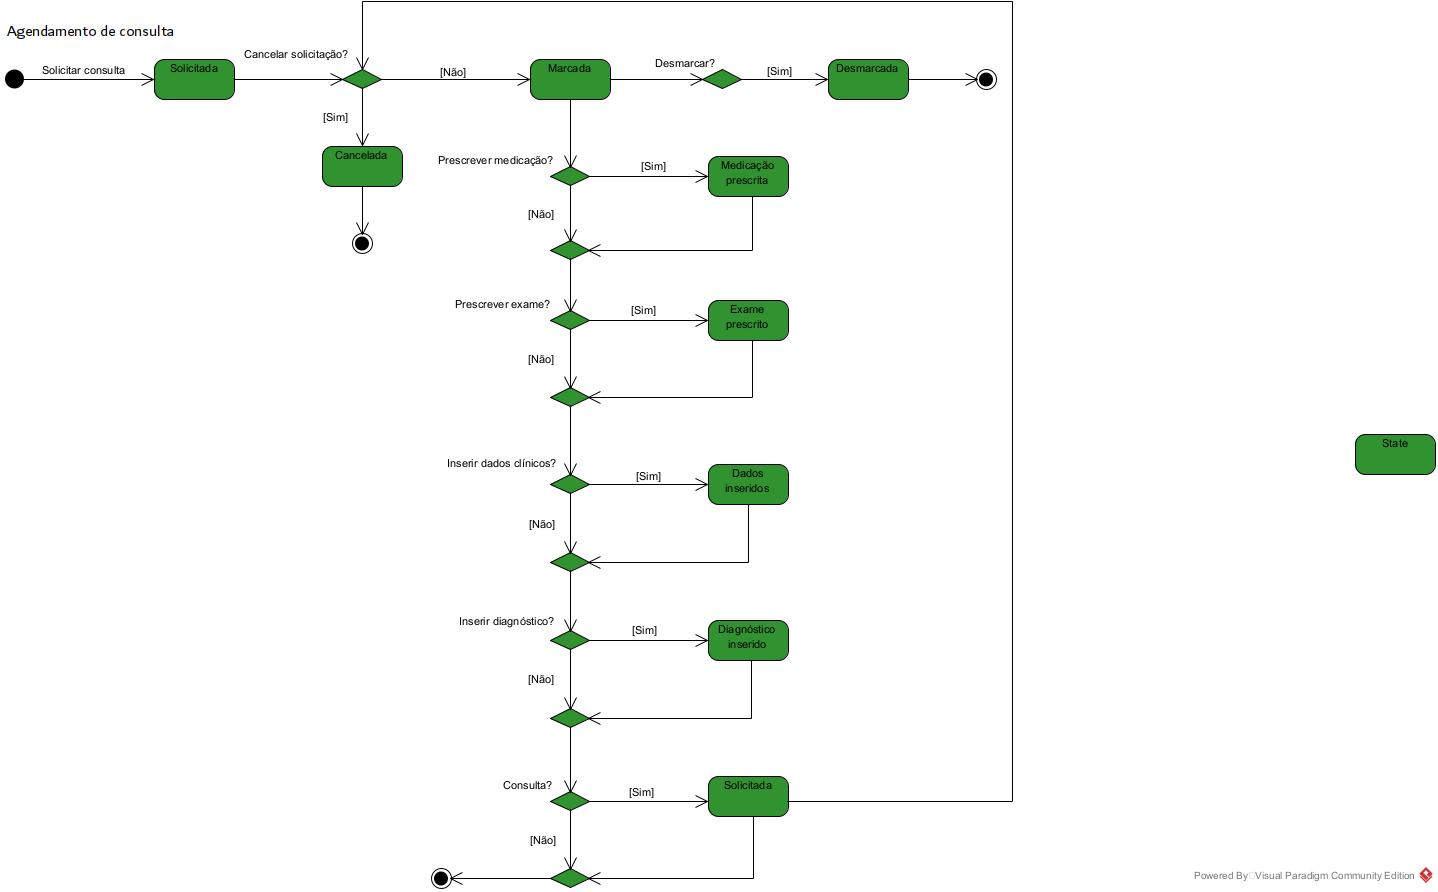 Agendamento de consulta
Solicitar consulta
Solicitada
Cancelar solicitação?
[Não]
Marcada
Desmarcar?
[Sim]
Desmarcada
[Sim]
Cancelada
Prescrever medicação?
[Sim]
Medicação
prescrita
[Não]
Prescrever exame?
[Sim]
Exame
prescrito
[Não]
State
Inserir dados clínicos?
[Sim]
Dados
inseridos
[Não]
Inserir diagnóstico?
[Sim]
Diagnóstico
inserido
[Não]
Consulta?
[Sim]
Solicitada
[Não]
Powered By Visual Paradigm Community Edition